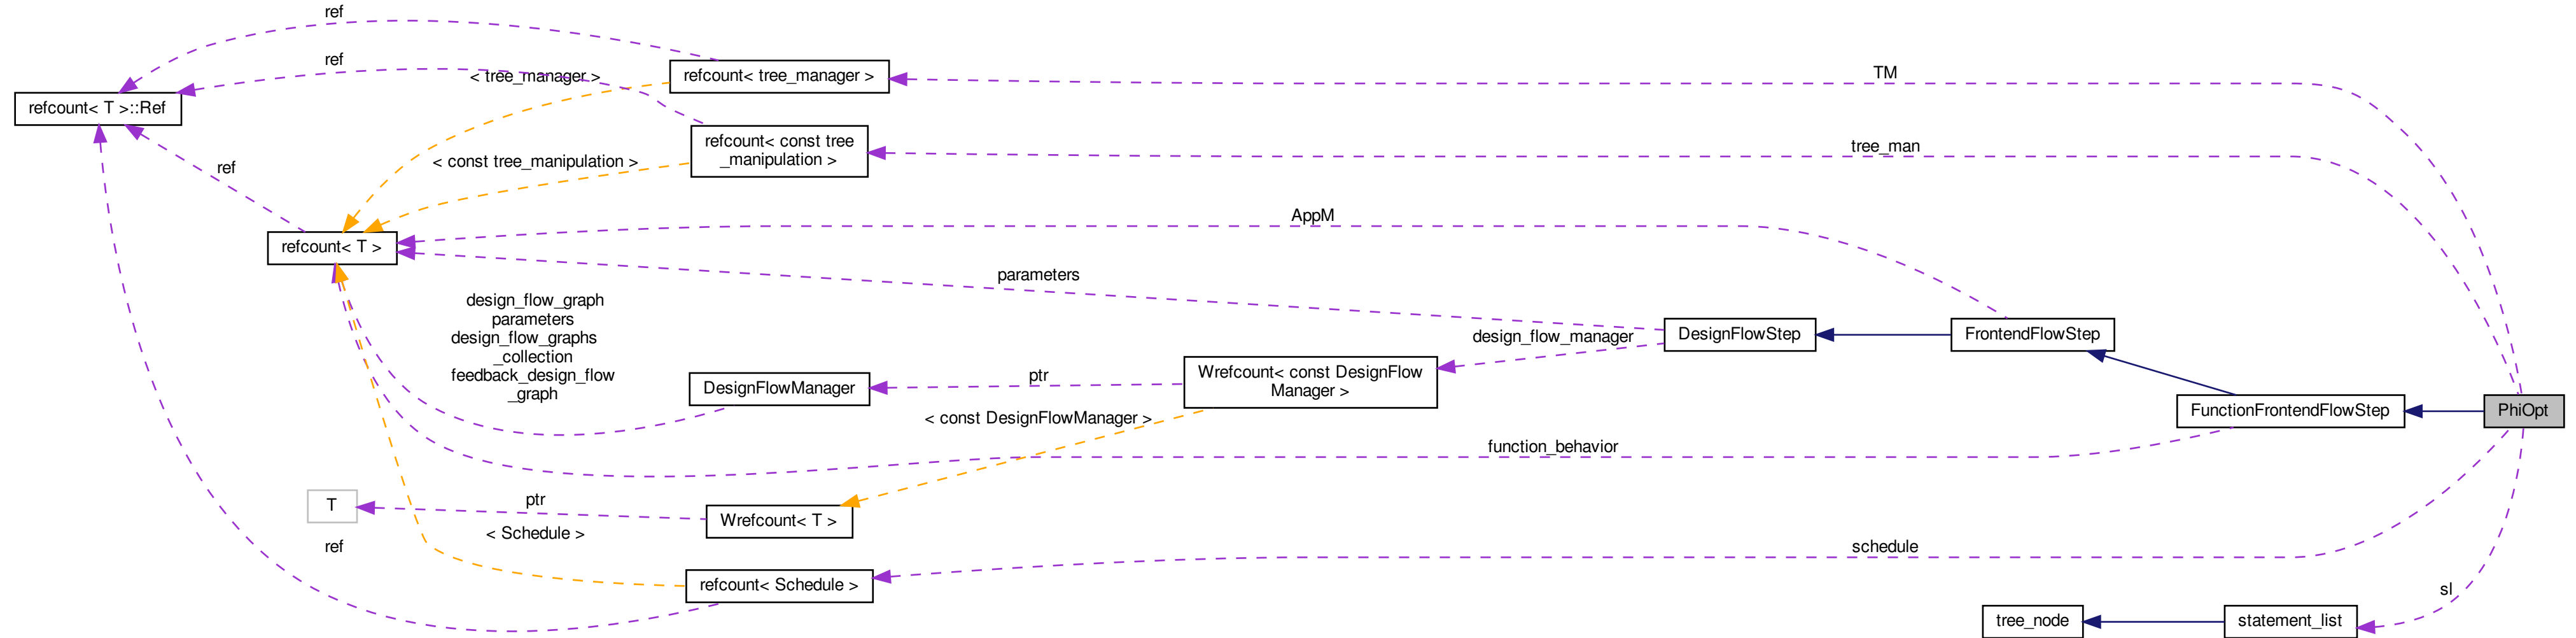 ref
ref
< tree_manager >
refcount< tree_manager >
TM
refcount< T >::Ref
refcount< const tree
_manipulation >
tree_man
< const tree_manipulation >
ref
AppM
refcount< T >
parameters
design_flow_graph
parameters
design_flow_graphs
_collection
feedback_design_flow
_graph
design_flow_manager
DesignFlowStep
FrontendFlowStep
DesignFlowManager
ptr
Wrefcount< const DesignFlow
Manager >
< const DesignFlowManager >
FunctionFrontendFlowStep
PhiOpt
function_behavior
T
ptr
Wrefcount< T >
< Schedule >
ref
schedule
refcount< Schedule >
sl
tree_node
statement_list